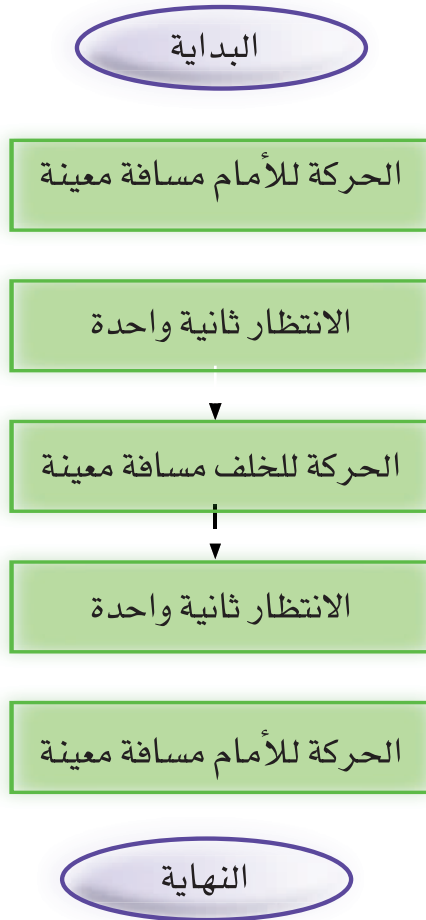 البداية
الحركة للأمام مسافة معينة
الانتظار ثانية واحدة
الحركة للخلف مسافة معينة
الانتظار ثانية واحدة
الحركة للأمام مسافة معينة
النهاية